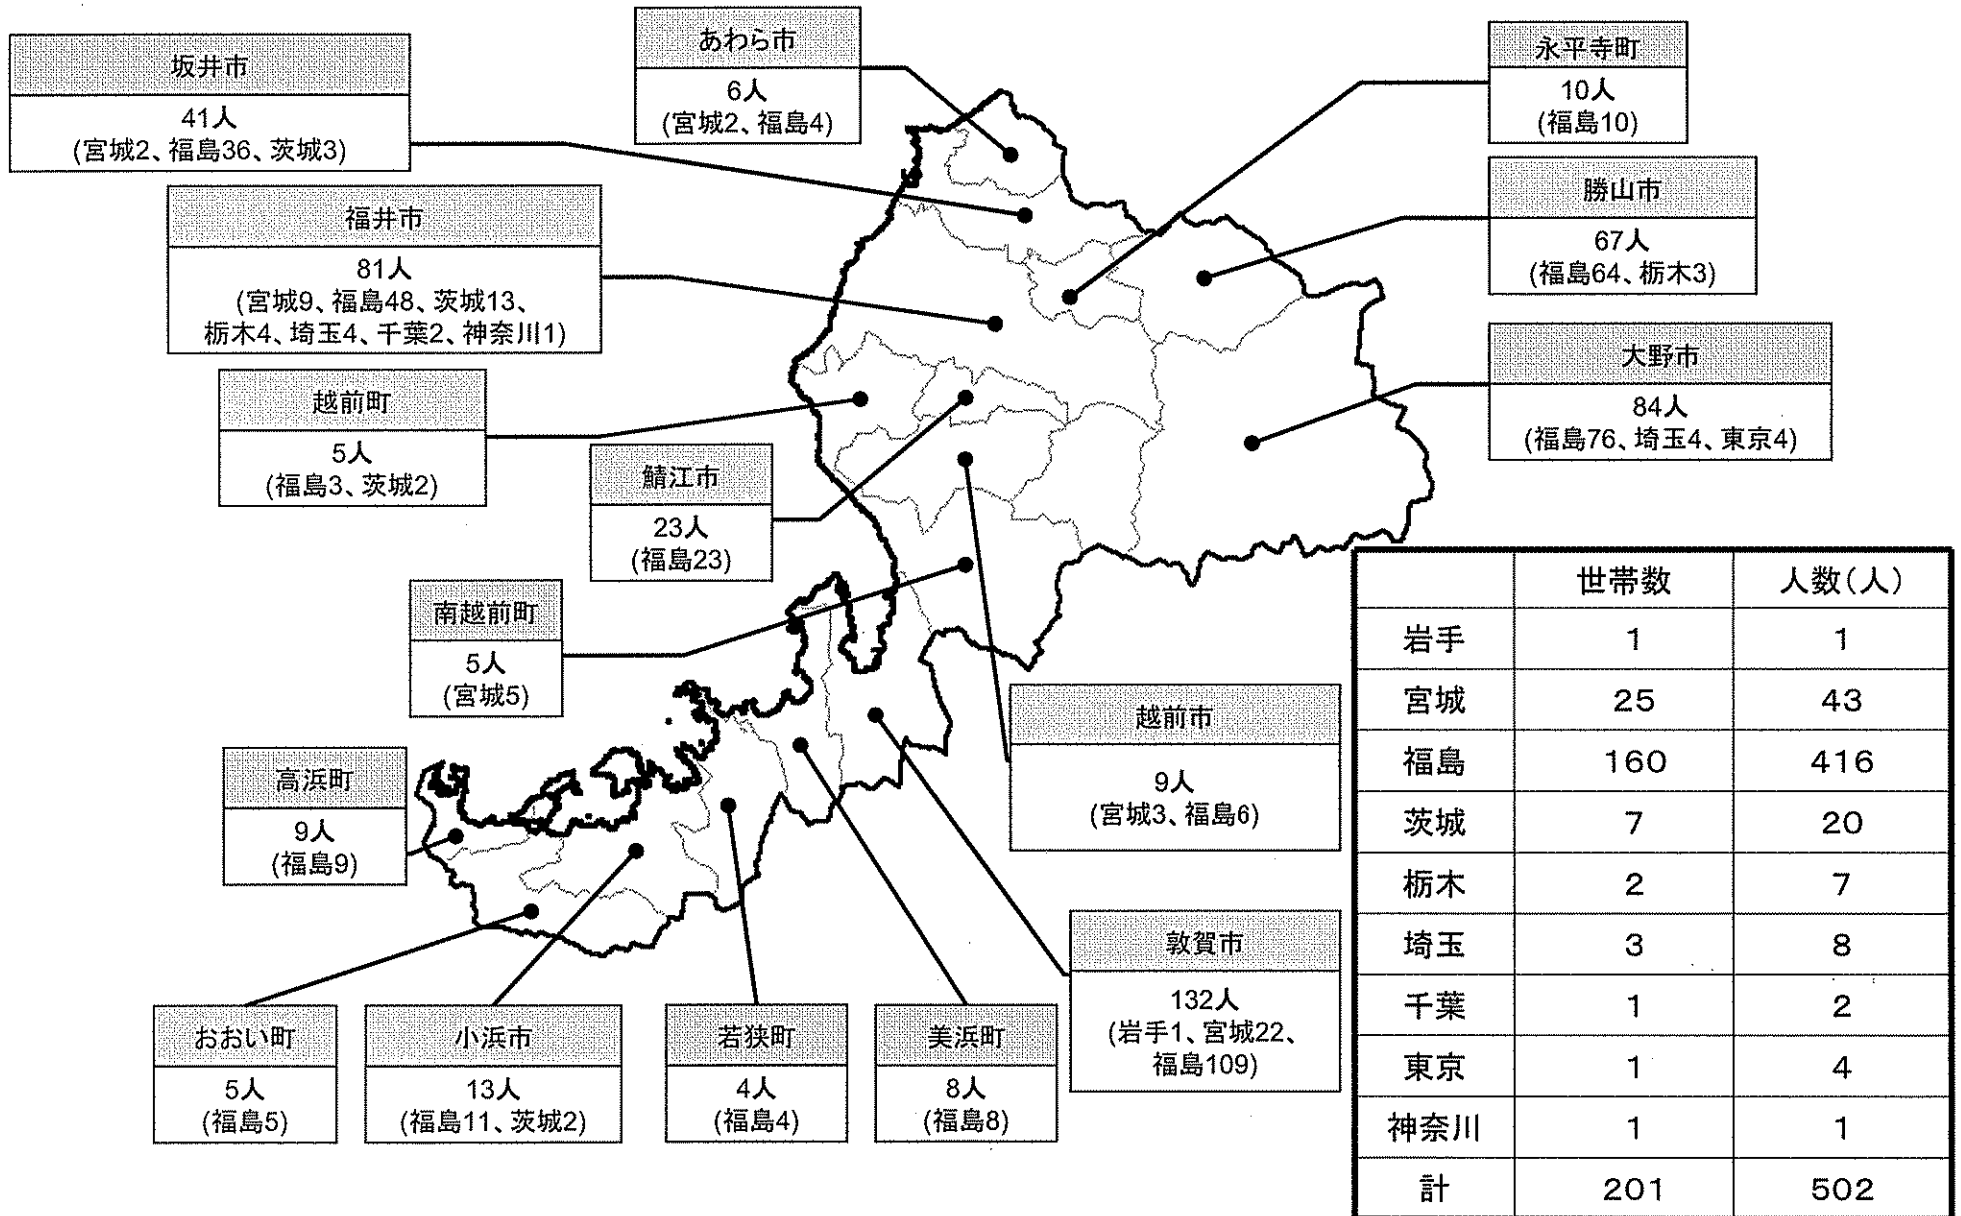 坂井市
41人
(宮城2、福島36、茨城3)
あわら市
6人
(宮城2、福島4)
永平寺町
10人
(福島10)
勝山市
67人
(福島64、栃木3)
福井市
81人
(宮城9、福島48、茨城13、
栃木4、埼玉4、千葉2、神奈川1)
大野市
84人
(福島76、埼玉4、東京4)
越前町
5人
(福島3、茨城2)
鯖江市
23人
(福島23)
南越前町
5人
(宮城5)
越前市
9人
(宮城3、福島6)
高浜町
9人
(福島9)
敦賀市
132人
(岩手1、宮城22、
福島109)
おおい町
5人
(福島5)
小浜市
13人
(福島11、茨城2)
若狭町
4人
(福島4)
美浜町
8人
(福島8)
世帯数 人数(人)
岩手 1 1
宮城 25 43
福島 160 416
茨城 7 20
栃木 2 7
埼玉 3 8
千葉 1 2
東京 1 4
神奈川 1 1
計 201 502